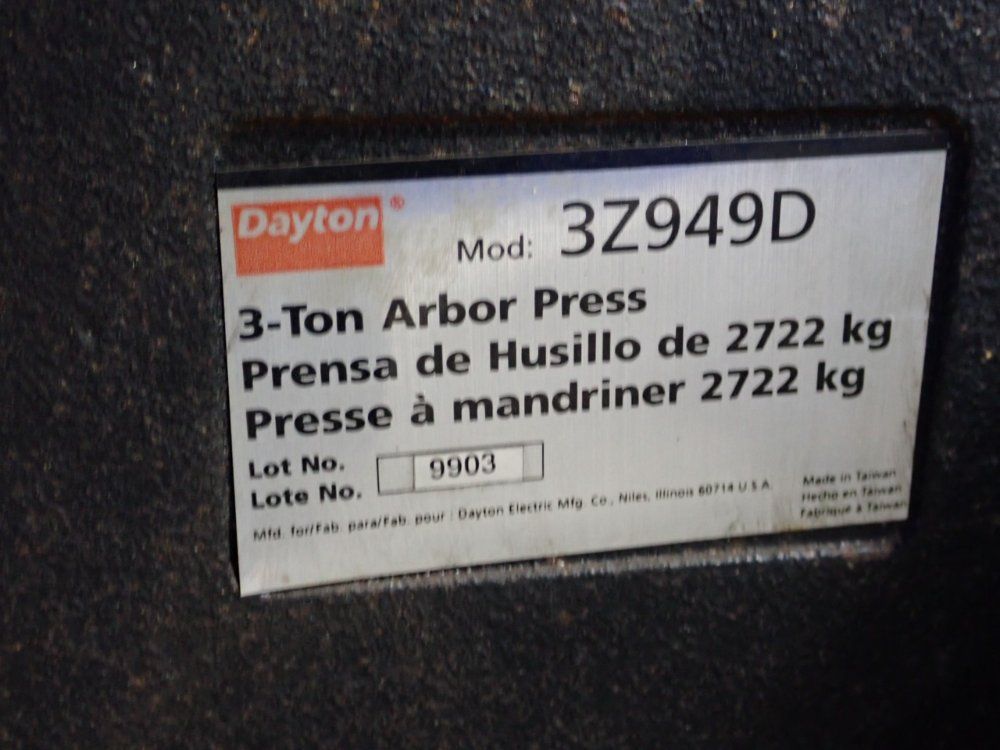 Dayton®
Mod: 3Z949D
3-Ton Arbor Press
Prensa de Husillo de 2722 kg
Presse à mandriner 2722 kg
Lot No.
Lote No.
9903
Mfd. for/Fab. para/Fab. pour : Dayton Electric Mfg. Co., Niles, Illinois 60714 U.S.A.
Made in Taiwan
Hecho en Taiwan
Fabriqué à Taiwan